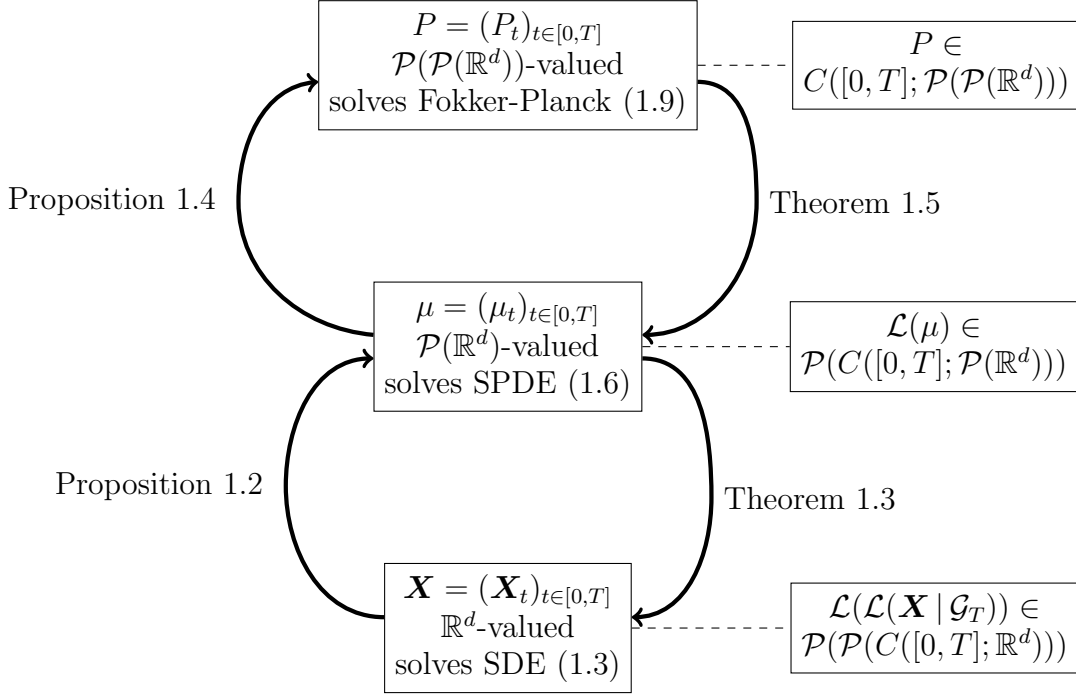 P = (P_t)_{t∈[0,T]}
𝒫(𝒫(ℝ^d))-valued
solves Fokker-Planck (1.9)
P ∈
C([0, T]; 𝒫(𝒫(ℝ^d)))
Proposition 1.4
Theorem 1.5
μ = (μ_t)_{t∈[0,T]}
𝒫(ℝ^d)-valued
solves SPDE (1.6)
ℒ(μ) ∈
𝒫(C([0, T]; 𝒫(ℝ^d)))
Proposition 1.2
Theorem 1.3
𝑿 = (𝑿_t)_{t∈[0,T]}
ℝ^d-valued
solves SDE (1.3)
ℒ(ℒ(𝑿 | 𝒢_T)) ∈
𝒫(𝒫(C([0, T]; ℝ^d)))